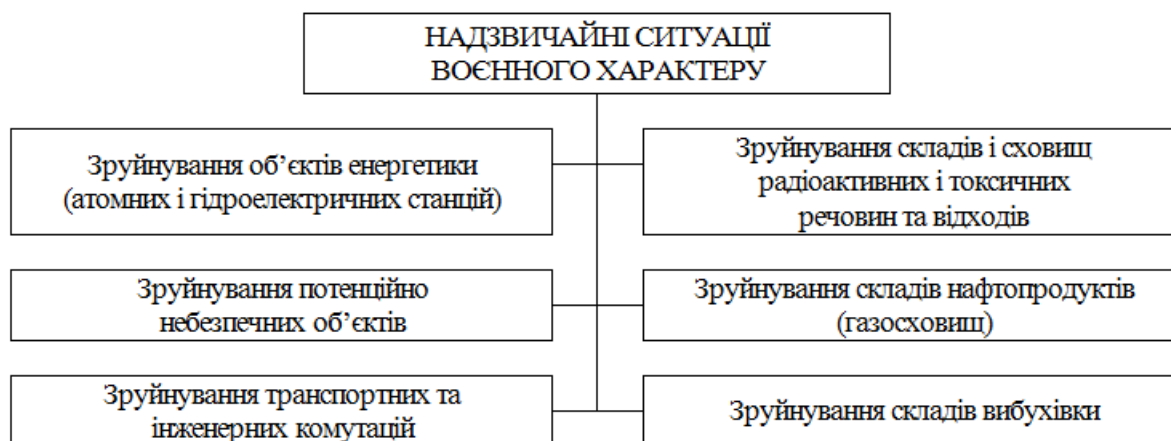 НАДЗВИЧАЙНІ СИТУАЦІЇ
ВОЄННОГО ХАРАКТЕРУ
Зруйнування об’єктів енергетики
(атомних і гідроелектричних станцій)
Зруйнування складів і сховищ
радіоактивних і токсичних
речовин та відходів
Зруйнування потенційно
небезпечних об’єктів
Зруйнування складів нафтопродуктів
(газосховищ)
Зруйнування транспортних та
інженерних комутацій
Зруйнування складів вибухівки